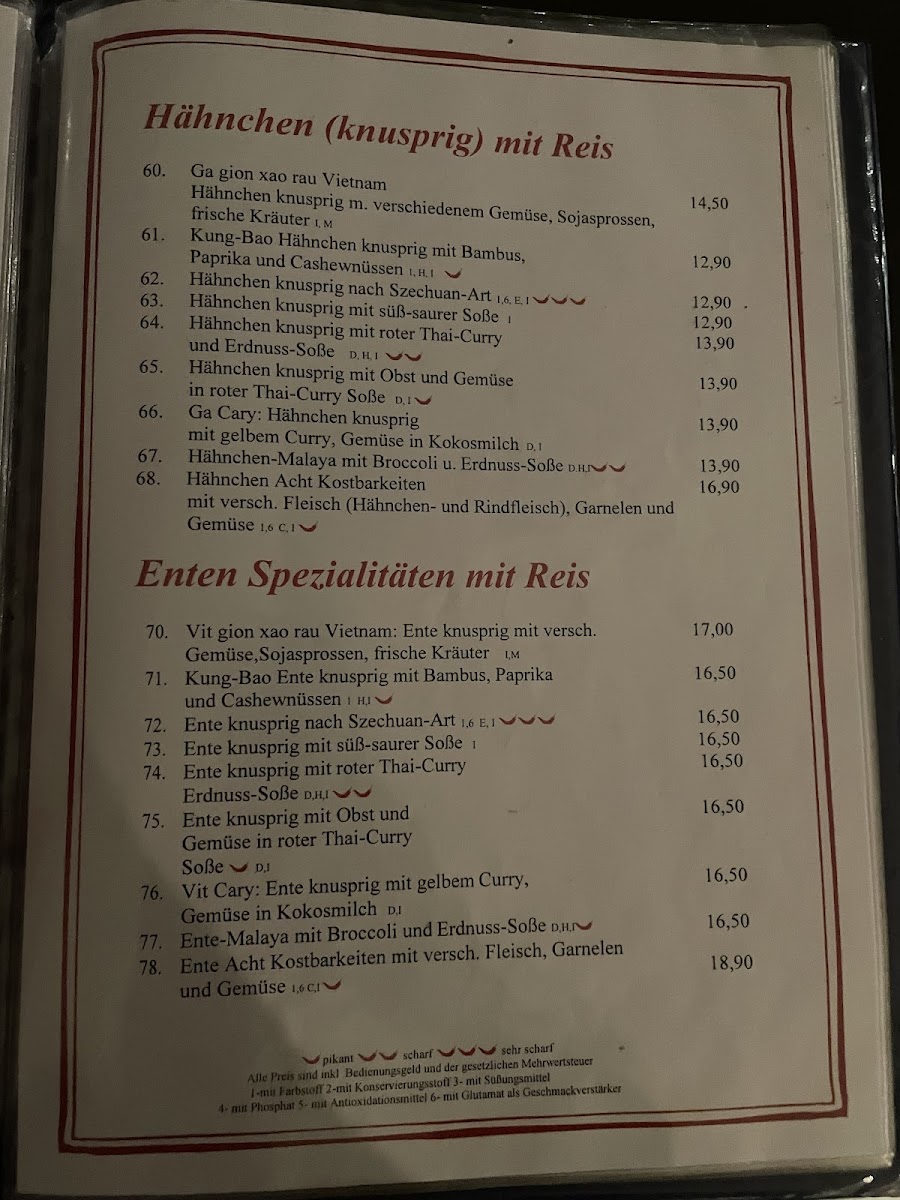 Hähnchen (knusprig) mit Reis
60. Ga gion xao rau Vietnam
Hähnchen knusprig m. verschiedenem Gemüse, Sojasprossen, 14,50
frische Kräuter I, M
61. Kung-Bao Hähnchen knusprig mit Bambus,
Paprika und Cashewnüssen 1, H, I 12,90
62. Hähnchen knusprig nach Szechuan-Art 1,6, E, I 12,90
63. Hähnchen knusprig mit süß-saurer Soße I 12,90
64. Hähnchen knusprig mit roter Thai-Curry 13,90
und Erdnuss-Soße D, H, I
65. Hähnchen knusprig mit Obst und Gemüse 13,90
in roter Thai-Curry Soße D, I
66. Ga Cary: Hähnchen knusprig 13,90
mit gelbem Curry, Gemüse in Kokosmilch D, I
67. Hähnchen-Malaya mit Broccoli u. Erdnuss-Soße D,H,I 13,90
68. Hähnchen Acht Kostbarkeiten 16,90
mit versch. Fleisch (Hähnchen- und Rindfleisch), Garnelen und
Gemüse 1,6 C, I
Enten Spezialitäten mit Reis
70. Vit gion xao rau Vietnam: Ente knusprig mit versch. 17,00
Gemüse,Sojasprossen, frische Kräuter I,M
71. Kung-Bao Ente knusprig mit Bambus, Paprika 16,50
und Cashewnüssen 1 H,I
72. Ente knusprig nach Szechuan-Art 1,6 E, I 16,50
73. Ente knusprig mit süß-saurer Soße I 16,50
74. Ente knusprig mit roter Thai-Curry 16,50
Erdnuss-Soße D,H,I
75. Ente knusprig mit Obst und 16,50
Gemüse in roter Thai-Curry
Soße D,I
76. Vit Cary: Ente knusprig mit gelbem Curry, 16,50
Gemüse in Kokosmilch D,I
77. Ente-Malaya mit Broccoli und Erdnuss-Soße D,H,I 16,50
78. Ente Acht Kostbarkeiten mit versch. Fleisch, Garnelen 18,90
und Gemüse 1,6 C,I
pikant scharf sehr scharf
Alle Preis sind inkl Bedienungsgeld und der gesetzlichen Mehrwertsteuer
1-mit Farbstoff 2-mit Konservierungsstoff 3- mit Süßungsmittel
4- mit Phosphat 5- mit Antioxidationsmittel 6- mit Glutamat als Geschmackverstärker